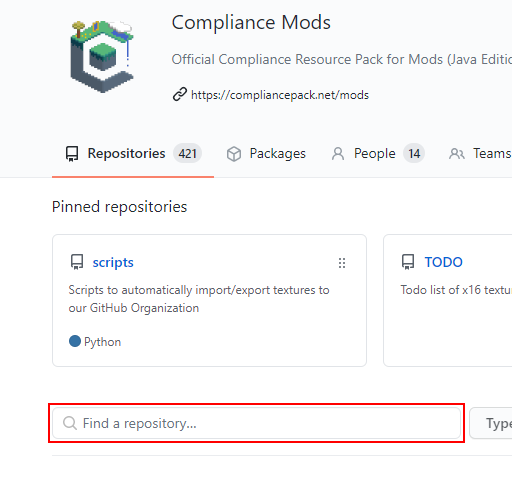 Compliance Mods
Official Compliance Resource Pack for Mods (Java
https://compliancepack.net/mods
Repositories 421 Packages People 14 Teams
Pinned repositories
scripts
Scripts to automatically import/export textures to
our GitHub Organization
Python
TODO
Todo list of x16
Find a repository...
Type